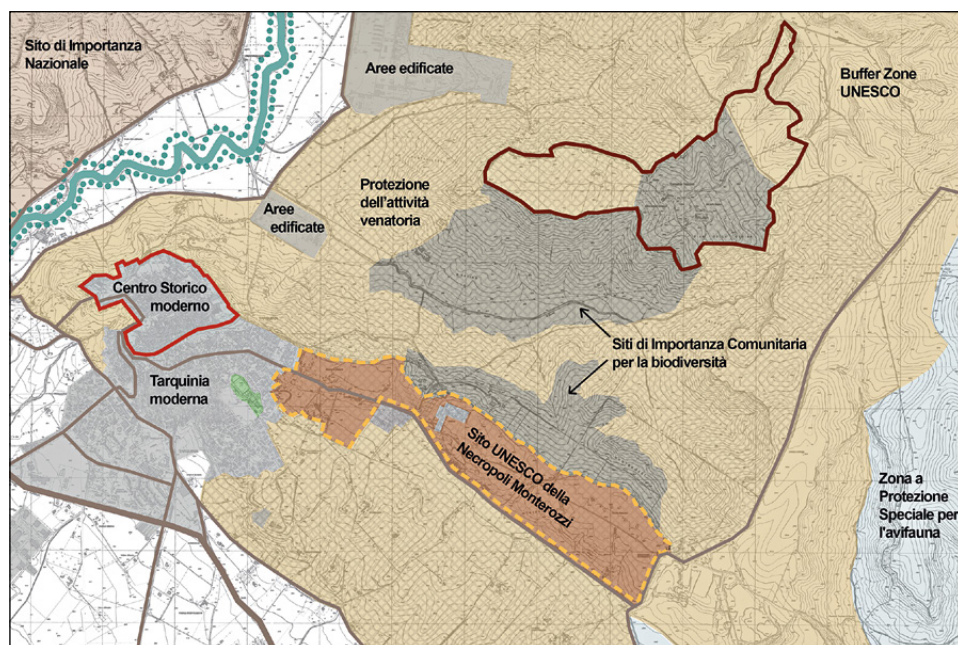 Sito di Importanza
Nazionale
Aree edificate
Buffer Zone
UNESCO
Protezione
dell'attività
venatoria
Aree
edificate
Centro Storico
moderno
Siti di Importanza Comunitaria
per la biodiversità
Tarquinia
moderna
Sito UNESCO della
Necropoli Monterozzi
Zona a
Protezione
Speciale per
l'avifauna